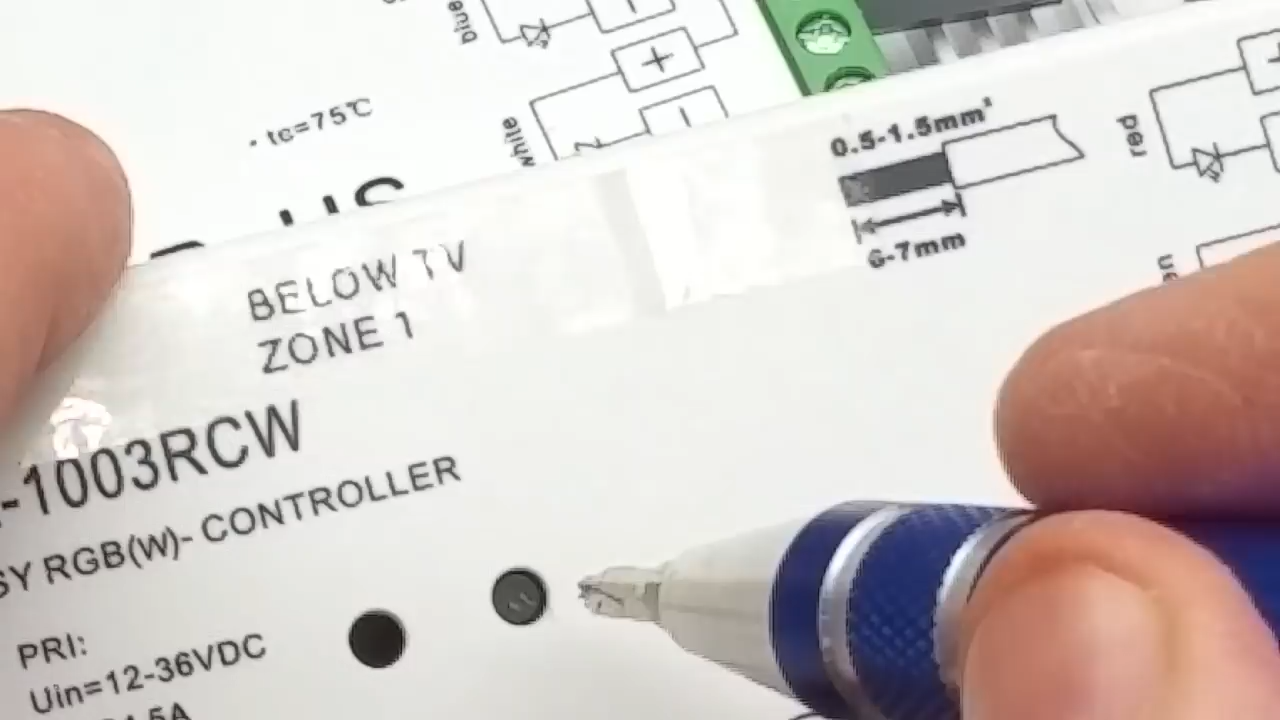 blue
white
· tc=75℃
0.5-1.5mm²
6-7mm
red
BELOW TV
ZONE 1
-1003RCW
SY RGB(W)- CONTROLLER
PRI:
Uin=12-36VDC